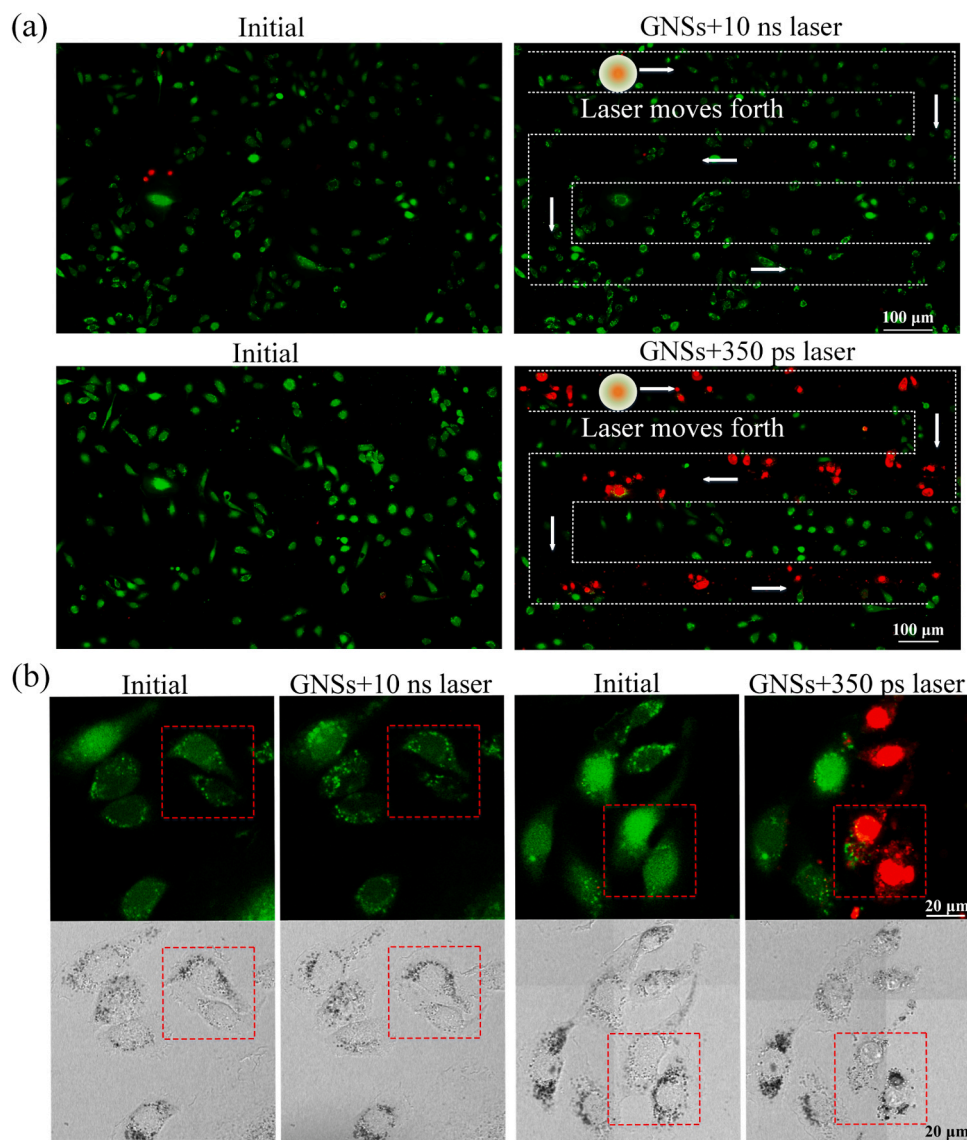 (a)
Initial
GNSs+10 ns laser
Laser moves forth
100 μm
Initial
GNSs+350 ps laser
Laser moves forth
100 μm
(b)
Initial
GNSs+10 ns laser
Initial
GNSs+350 ps laser
20 μm
20 μm